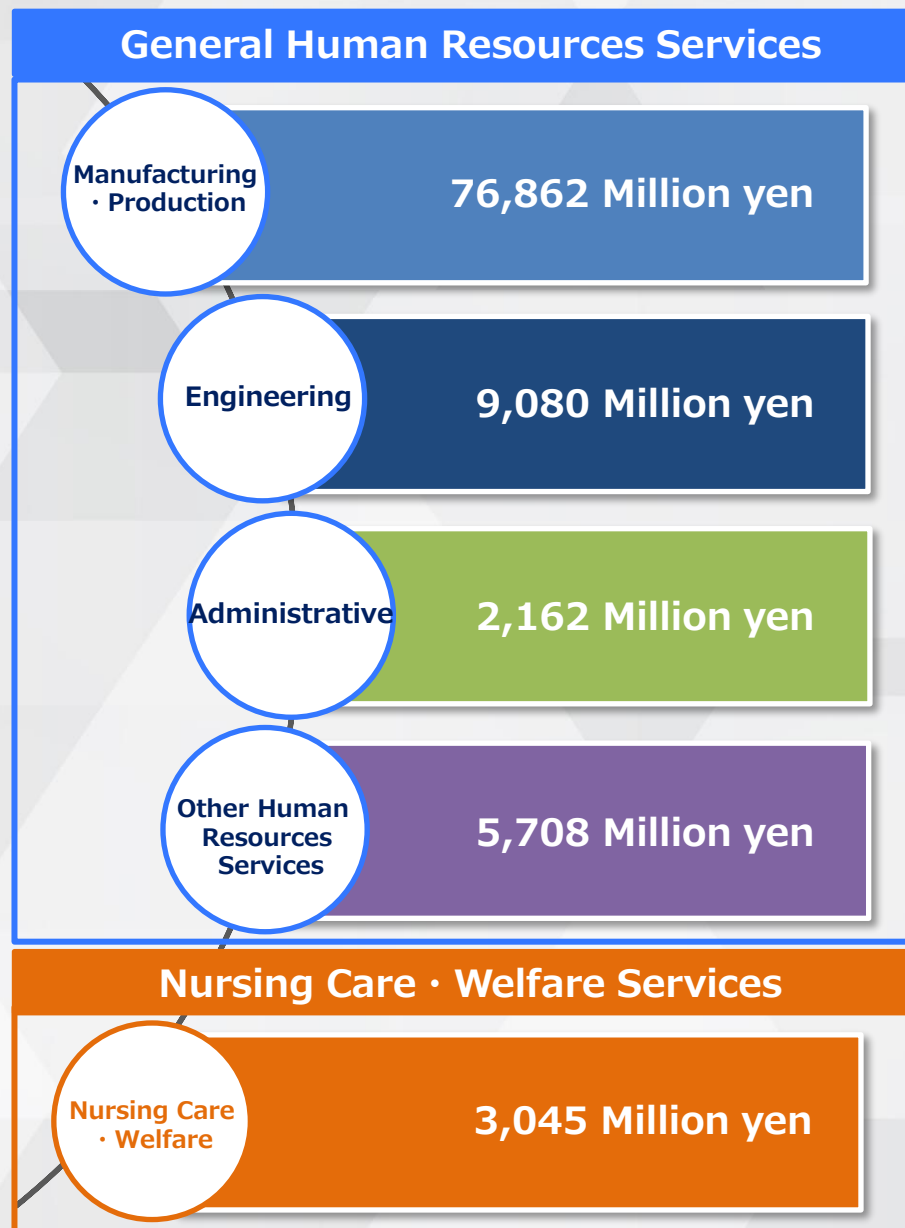 General Human Resources Services
Manufacturing
・Production
76,862 Million yen
Engineering
9,080 Million yen
Administrative
2,162 Million yen
Other Human
Resources
Services
5,708 Million yen
Nursing Care・Welfare Services
Nursing Care
・Welfare
3,045 Million yen